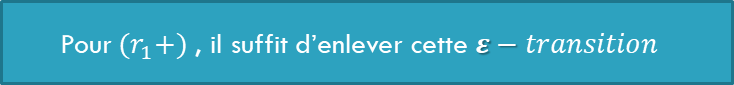 Pour (𝑟₁+) , il suffit d’enlever cette 𝜺 − 𝑡𝑟𝑎𝑛𝑠𝑖𝑡𝑖𝑜𝑛